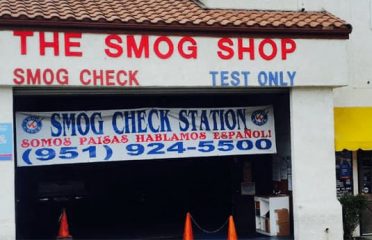 THE SMOG SHOP
SMOG CHECK TEST ONLY
SMOG CHECK STATION
SOMOS PAISAS HABLAMOS ESPAÑOL!
(951) 924-5500